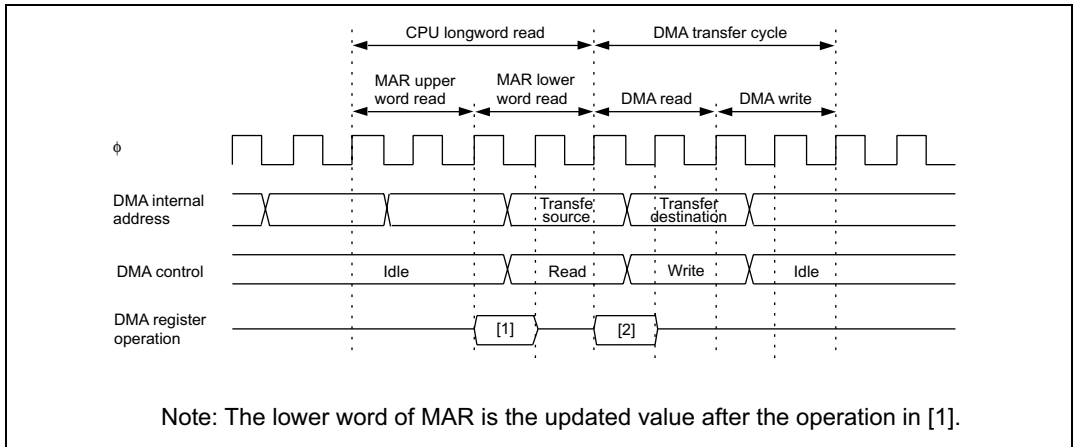 CPU longword read
DMA transfer cycle
MAR upper
word read
MAR lower
word read
DMA read
DMA write
ϕ
DMA internal
address
Transfe
source
Transfer
destination
DMA control
Idle
Read
Write
Idle
DMA register
operation
[1]
[2]
Note: The lower word of MAR is the updated value after the operation in [1].